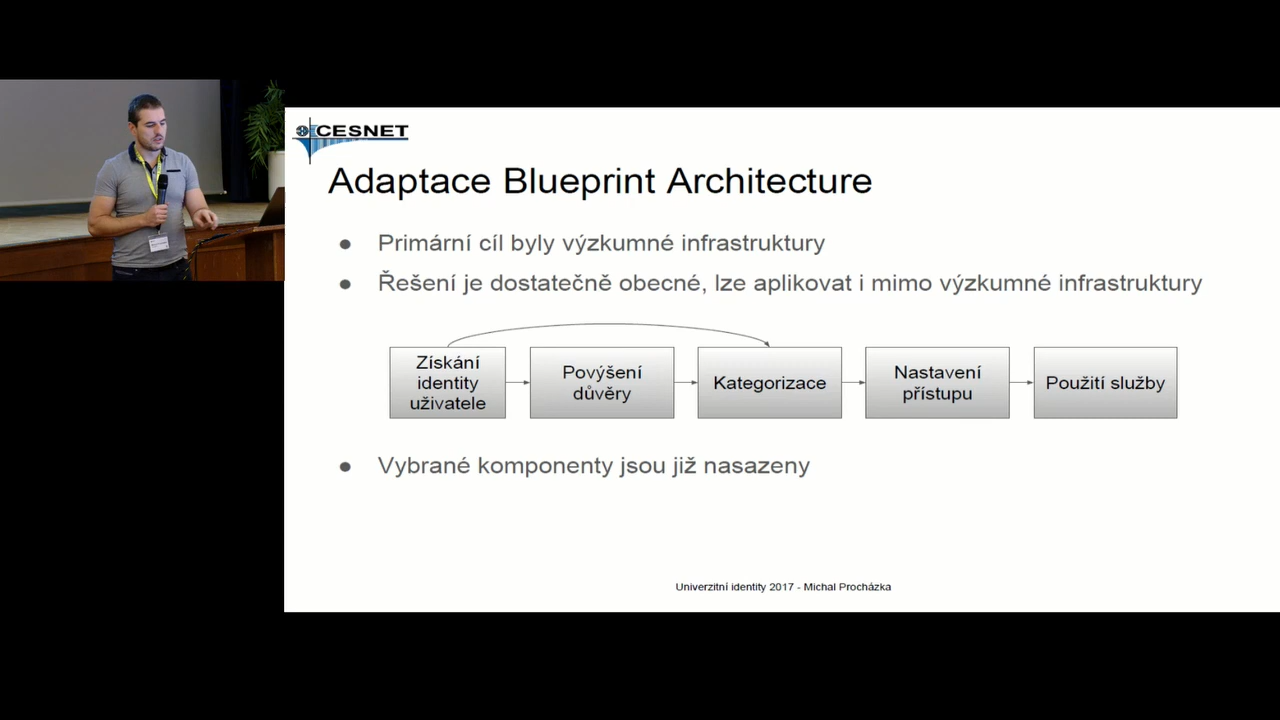 CESNET
Adaptace Blueprint Architecture
● Primární cíl byly výzkumné infrastruktury
● Řešení je dostatečně obecné, lze aplikovat i mimo výzkumné infrastruktury
Získání
identity
uživatele
Povýšení
důvěry
Kategorizace
Nastavení
přístupu
Použití služby
● Vybrané komponenty jsou již nasazeny
Univerzitní identity 2017 - Michal Procházka